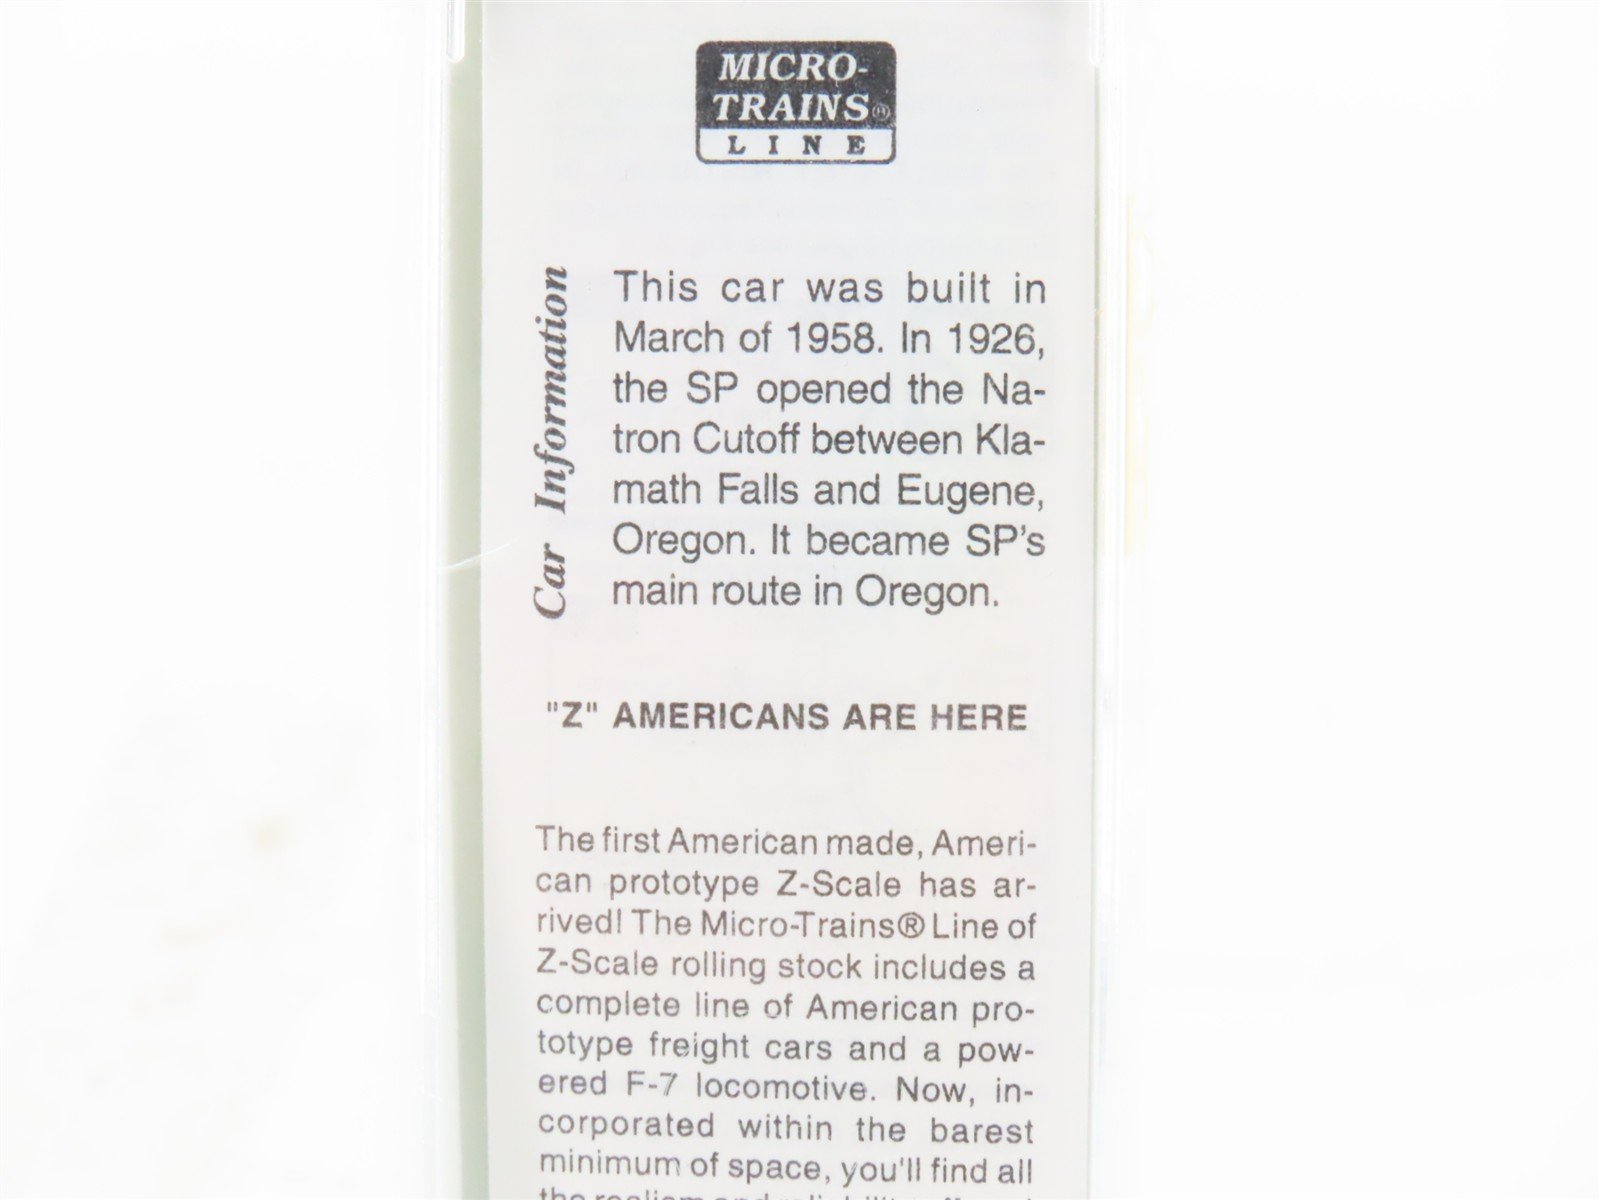 MICRO-
TRAINS®
LINE
Car Information
This car was built in
March of 1958. In 1926,
the SP opened the Na-
tron Cutoff between Kla-
math Falls and Eugene,
Oregon. It became SP's
main route in Oregon.
"Z" AMERICANS ARE HERE
The first American made, Ameri-
can prototype Z-Scale has ar-
rived! The Micro-Trains® Line of
Z-Scale rolling stock includes a
complete line of American pro-
totype freight cars and a pow-
ered F-7 locomotive. Now, in-
corporated within the barest
minimum of space, you'll find all